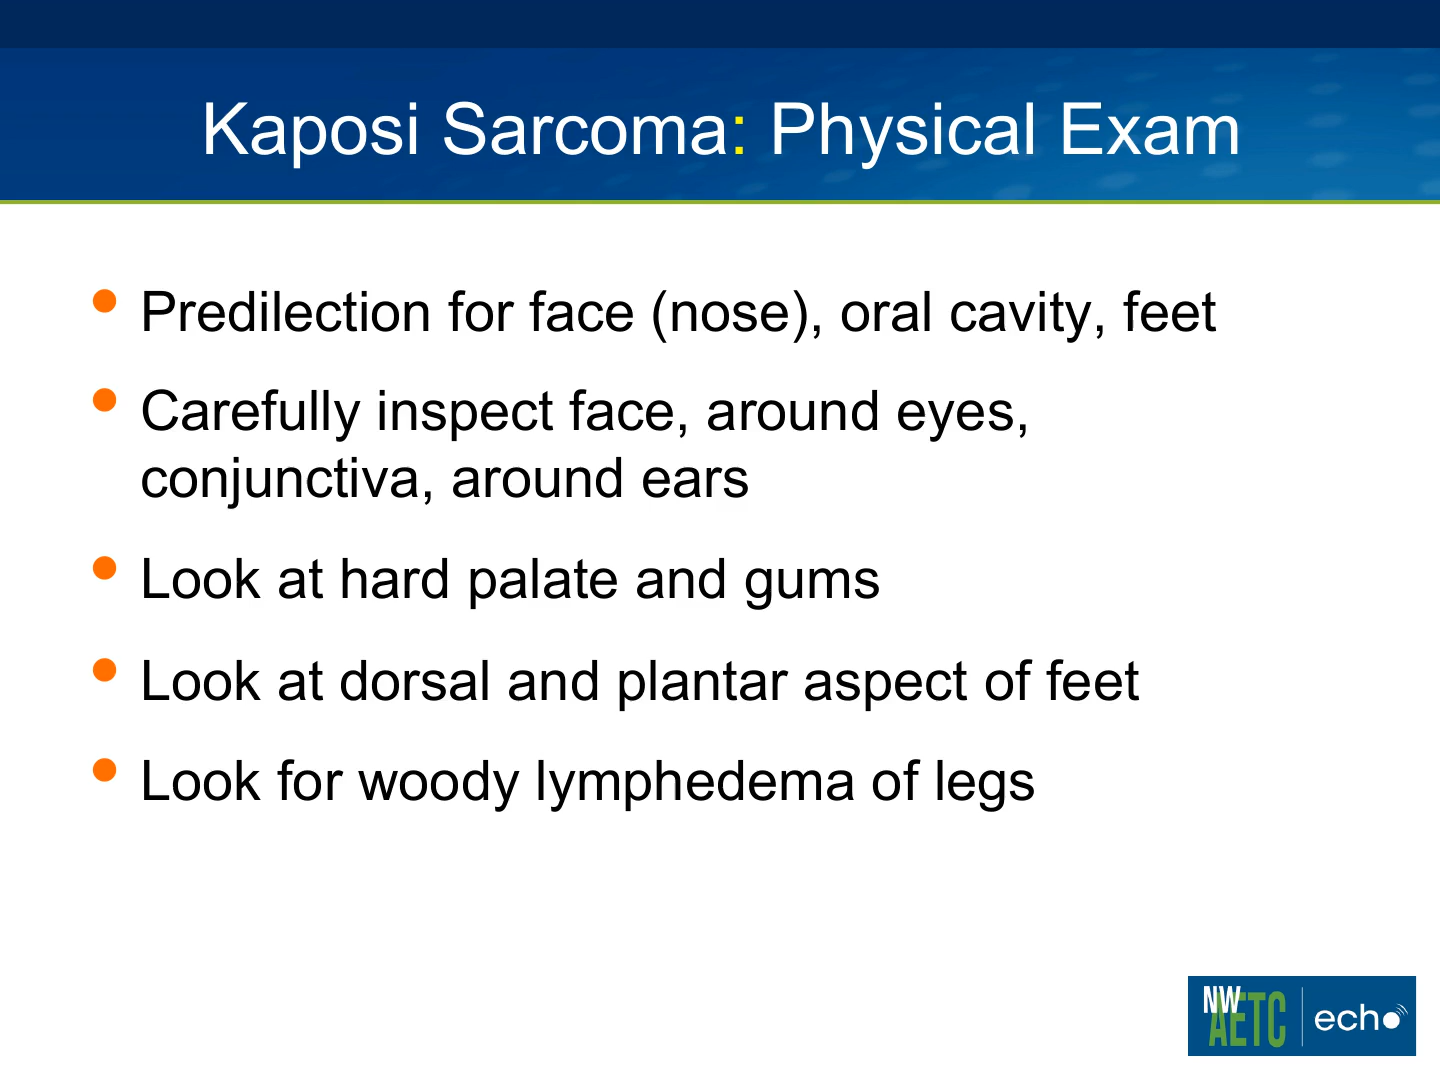 Kaposi Sarcoma: Physical Exam
• Predilection for face (nose), oral cavity, feet
• Carefully inspect face, around eyes,
conjunctiva, around ears
• Look at hard palate and gums
• Look at dorsal and plantar aspect of feet
• Look for woody lymphedema of legs
NW
AETC echo